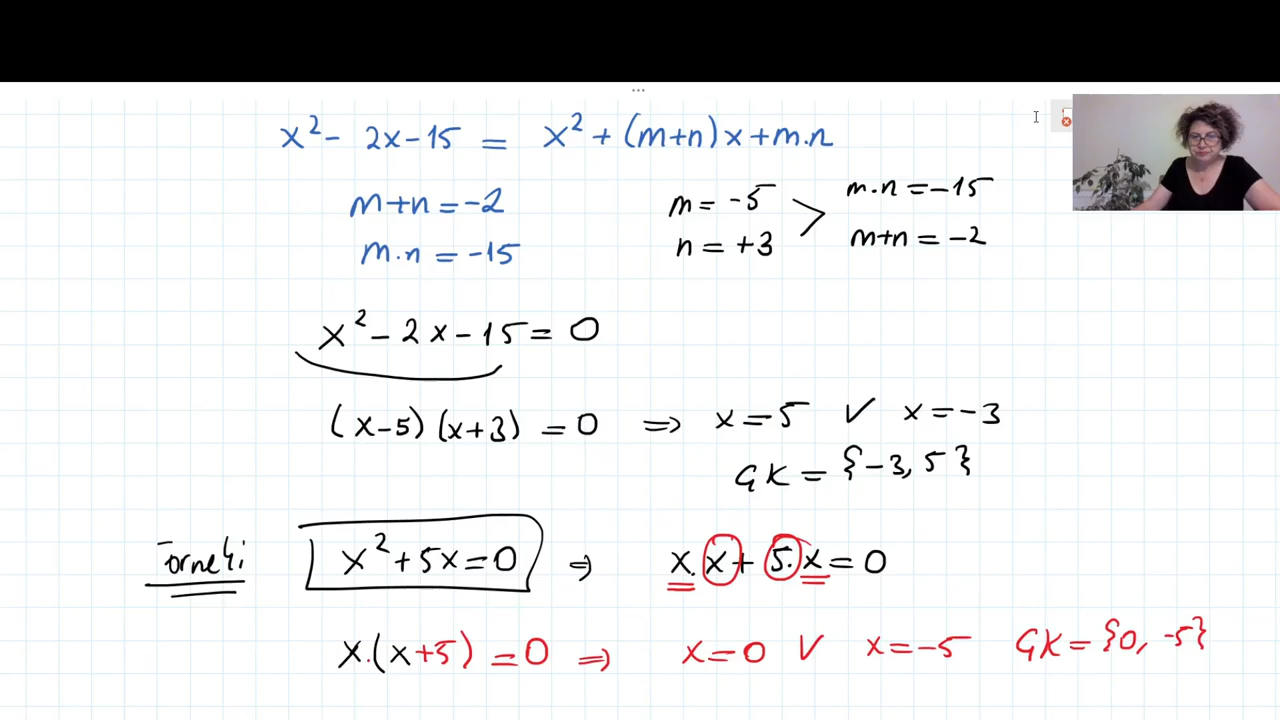 x² - 2x - 15 = x² + (m+n)x + m.n
m+n = -2
m.n = -15
m = -5
n = +3
m.n = -15
m+n = -2
x² - 2x - 15 = 0
(x-5) (x+3) = 0 ⇒ x = 5 ∨ x = -3
ÇK = {-3, 5}
x² + 5x = 0 ⇒ x.x + 5.x = 0
x.(x+5) = 0 ⇒ x = 0 ∨ x = -5 ÇK = {0, -5}